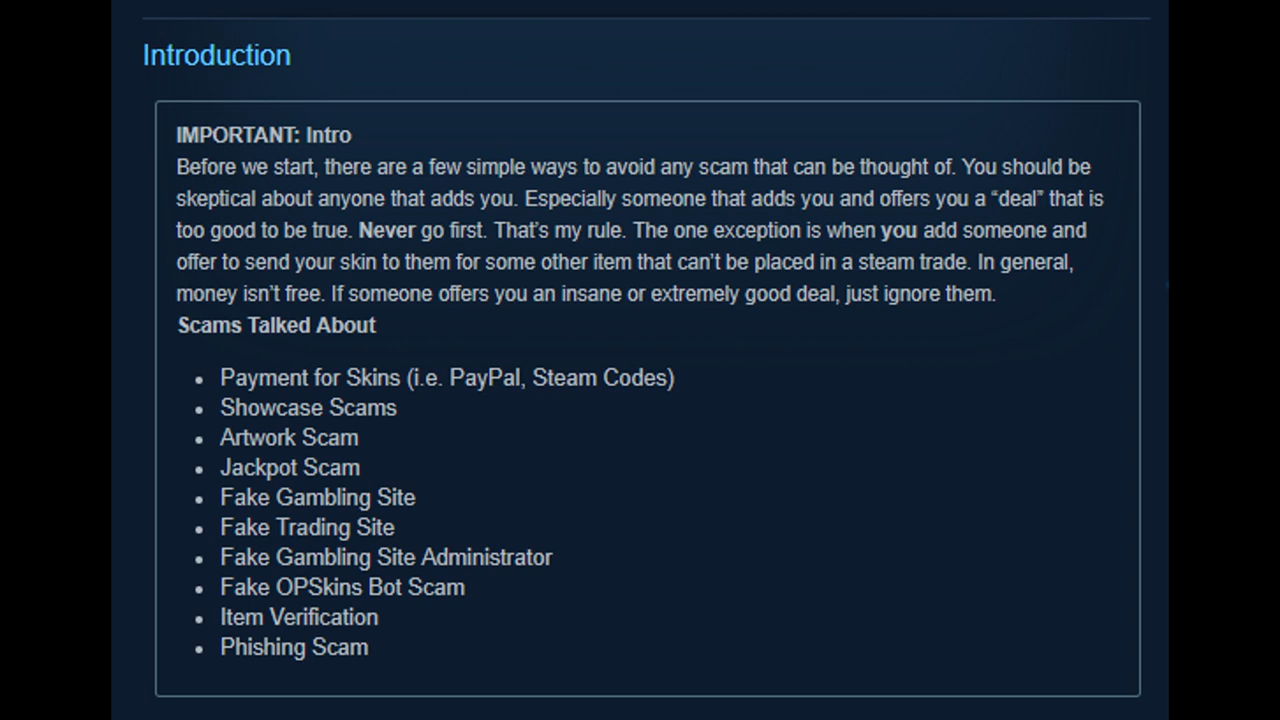 Introduction
IMPORTANT: Intro
Before we start, there are a few simple ways to avoid any scam that can be thought of. You should be
skeptical about anyone that adds you. Especially someone that adds you and offers you a “deal” that is
too good to be true. Never go first. That’s my rule. The one exception is when you add someone and
offer to send your skin to them for some other item that can’t be placed in a steam trade. In general,
money isn’t free. If someone offers you an insane or extremely good deal, just ignore them.
Scams Talked About
• Payment for Skins (i.e. PayPal, Steam Codes)
• Showcase Scams
• Artwork Scam
• Jackpot Scam
• Fake Gambling Site
• Fake Trading Site
• Fake Gambling Site Administrator
• Fake OPSkins Bot Scam
• Item Verification
• Phishing Scam